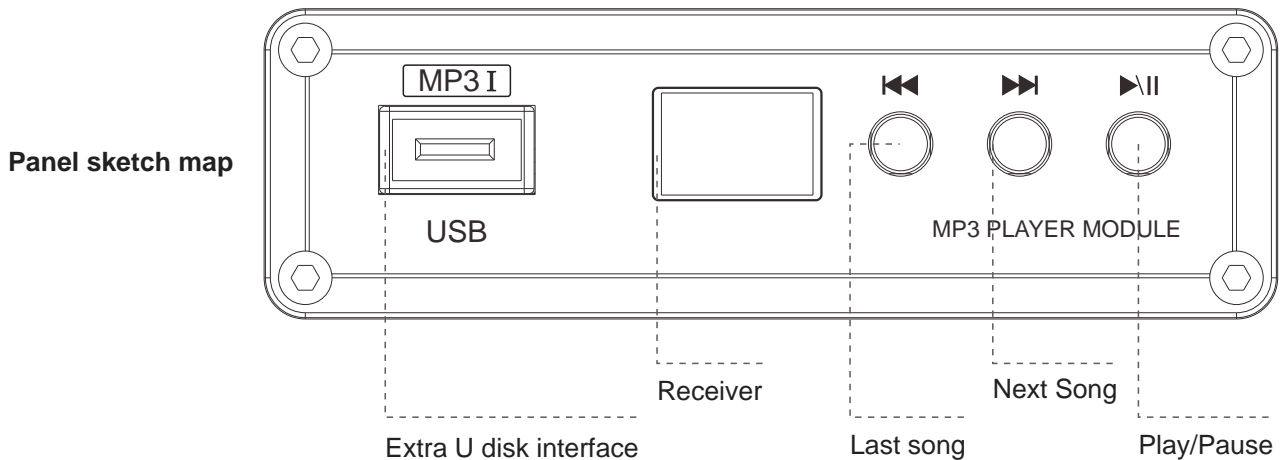 MP3 I
Panel sketch map
USB
MP3 PLAYER MODULE
Receiver
Next Song
Extra U disk interface
Last song
Play/Pause